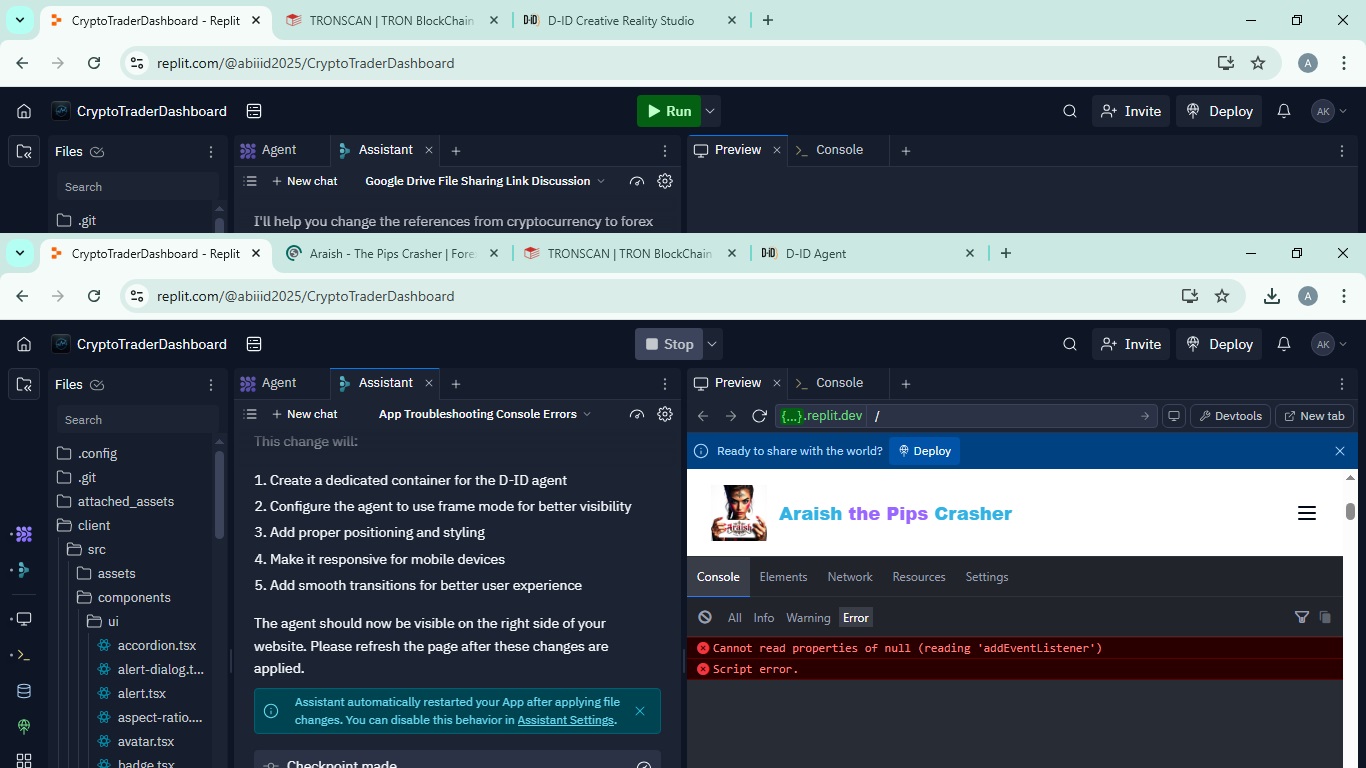 CryptoTraderDashboard - Replit
TRONSCAN | TRON BlockChain
D-ID D-ID Creative Reality Studio
replit.com/@abiiid2025/CryptoTraderDashboard
A
CryptoTraderDashboard
Run
Invite
Deploy
AK
Files
Agent
Assistant
Preview
Console
Search
New chat
Google Drive File Sharing Link Discussion
.git
I'll help you change the references from cryptocurrency to forex
CryptoTraderDashboard - Replit
Araish - The Pips Crasher | Fore
TRONSCAN | TRON BlockChain
D-ID D-ID Agent
replit.com/@abiiid2025/CryptoTraderDashboard
A
CryptoTraderDashboard
Stop
Invite
Deploy
AK
Files
Agent
Assistant
Preview
Console
Search
New chat
App Troubleshooting Console Errors
{...}.replit.dev /
Devtools
New tab
This change will:
Ready to share with the world?
Deploy
.config
.git
attached_assets
client
src
assets
components
ui
accordion.tsx
alert-dialog.t...
alert.tsx
aspect-ratio....
avatar.tsx
badge.tsx
1. Create a dedicated container for the D-ID agent
2. Configure the agent to use frame mode for better visibility
3. Add proper positioning and styling
4. Make it responsive for mobile devices
5. Add smooth transitions for better user experience
The agent should now be visible on the right side of your
website. Please refresh the page after these changes are
applied.
Assistant automatically restarted your App after applying file
changes. You can disable this behavior in Assistant Settings.
Checkpoint made
Araish
Araish the Pips Crasher
Console
Elements
Network
Resources
Settings
All
Info
Warning
Error
Cannot read properties of null (reading 'addEventListener')
Script error.